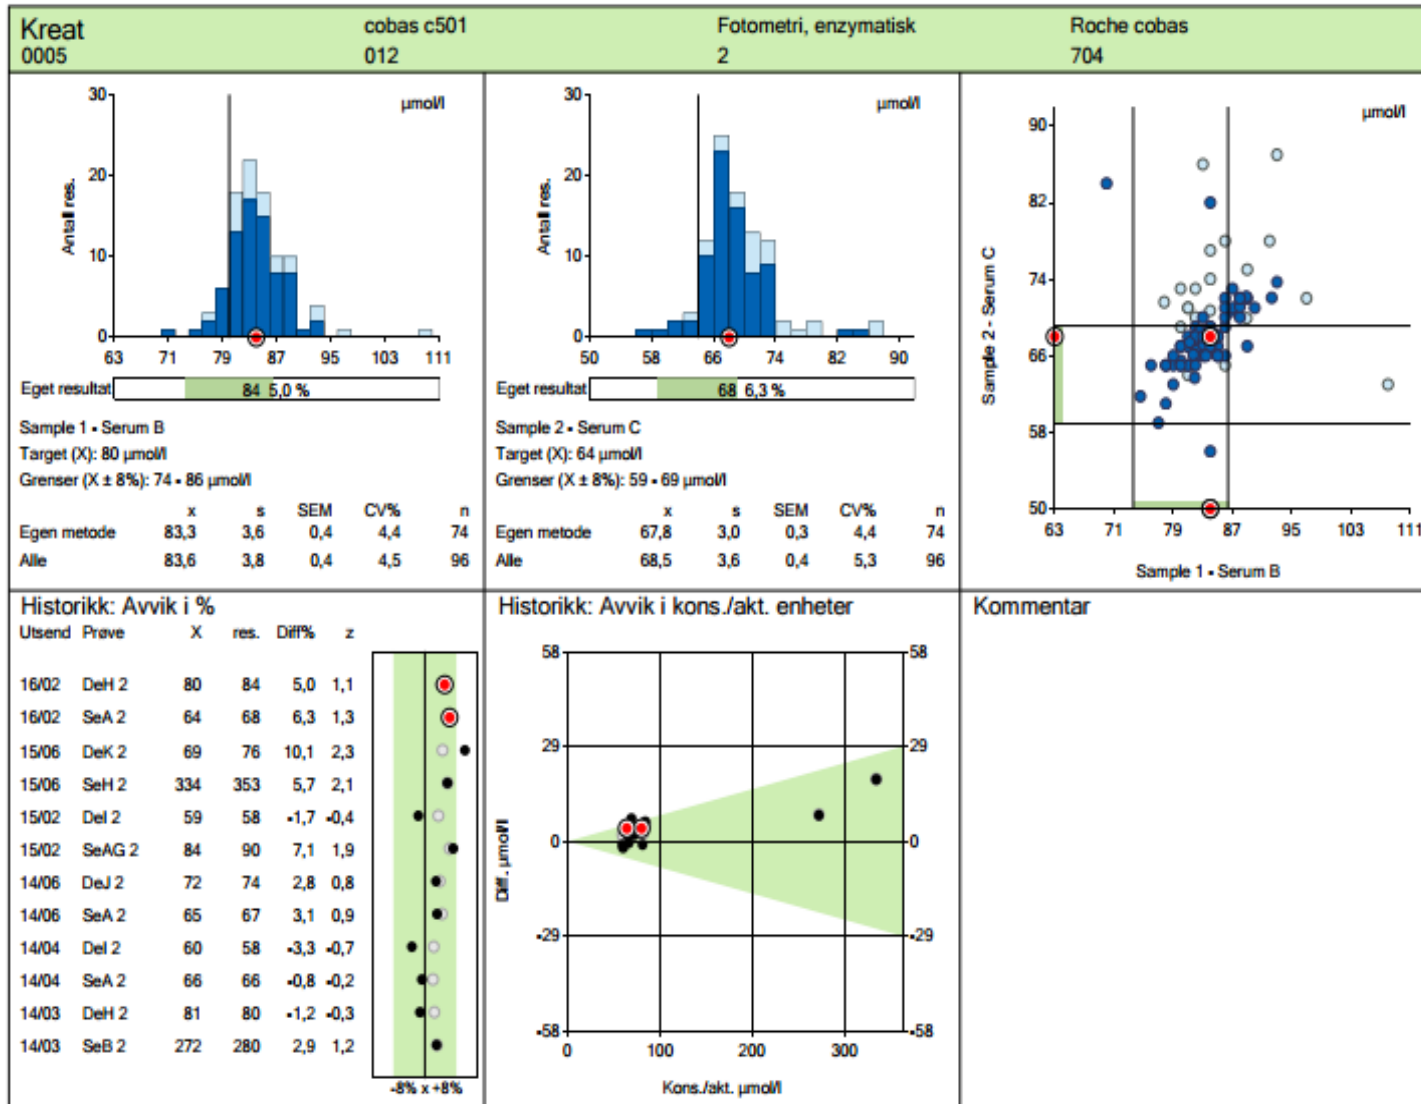 Kreat cobas c501 Fotometri, enzymatisk Roche cobas
0005 012 2 704
30
20
10
0
Antall res.
µmol/l
63 71 79 87 95 103 111
Eget resultat 84 5,0 %
Sample 1 - Serum B
Target (X): 80 µmol/l
Grenser (X ± 8%): 74 - 86 µmol/l
x s SEM CV% n
Egen metode 83,3 3,6 0,4 4,4 74
Alle 83,6 3,8 0,4 4,5 96
30
20
10
0
Antall res.
µmol/l
50 58 66 74 82 90
Eget resultat 68 6,3 %
Sample 2 - Serum C
Target (X): 64 µmol/l
Grenser (X ± 8%): 59 - 69 µmol/l
x s SEM CV% n
Egen metode 67,8 3,0 0,3 4,4 74
Alle 68,5 3,6 0,4 5,3 96
µmol/l
90
82
74
66
58
50
Sample 2 - Serum C
63 71 79 87 95 103 111
Sample 1 - Serum B
Historikk: Avvik i %
Utsend Prøve X res. Diff% z
16/02 DeH 2 80 84 5,0 1,1
16/02 SeA 2 64 68 6,3 1,3
15/06 DeK 2 69 76 10,1 2,3
15/06 SeH 2 334 353 5,7 2,1
15/02 DeI 2 59 58 -1,7 -0,4
15/02 SeAG 2 84 90 7,1 1,9
14/06 DeJ 2 72 74 2,8 0,8
14/06 SeA 2 65 67 3,1 0,9
14/04 DeI 2 60 58 -3,3 -0,7
14/04 SeA 2 66 66 -0,8 -0,2
14/03 DeH 2 81 80 -1,2 -0,3
14/03 SeB 2 272 280 2,9 1,2
-8% x +8%
Historikk: Avvik i kons./akt. enheter
58 58
29 29
0 0
-29 -29
-58 -58
Diff. µmol/l
0 100 200 300
Kons./akt. µmol/l
Kommentar